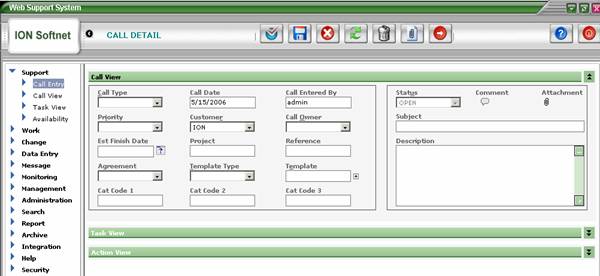 Web Support System
ION Softnet
CALL DETAIL
Support
Call Entry
Call View
Task View
Availability
Work
Change
Data Entry
Message
Monitoring
Management
Administration
Search
Report
Archive
Integration
Help
Security
Call View
Call Type Call Date Call Entered By
5/15/2006 admin
Priority Customer Call Owner
ION
Est Finish Date Project Reference
Agreement Template Type Template
Cat Code 1 Cat Code 2 Cat Code 3
Status Comment Attachment
OPEN
Subject
Description
Task View
Action View